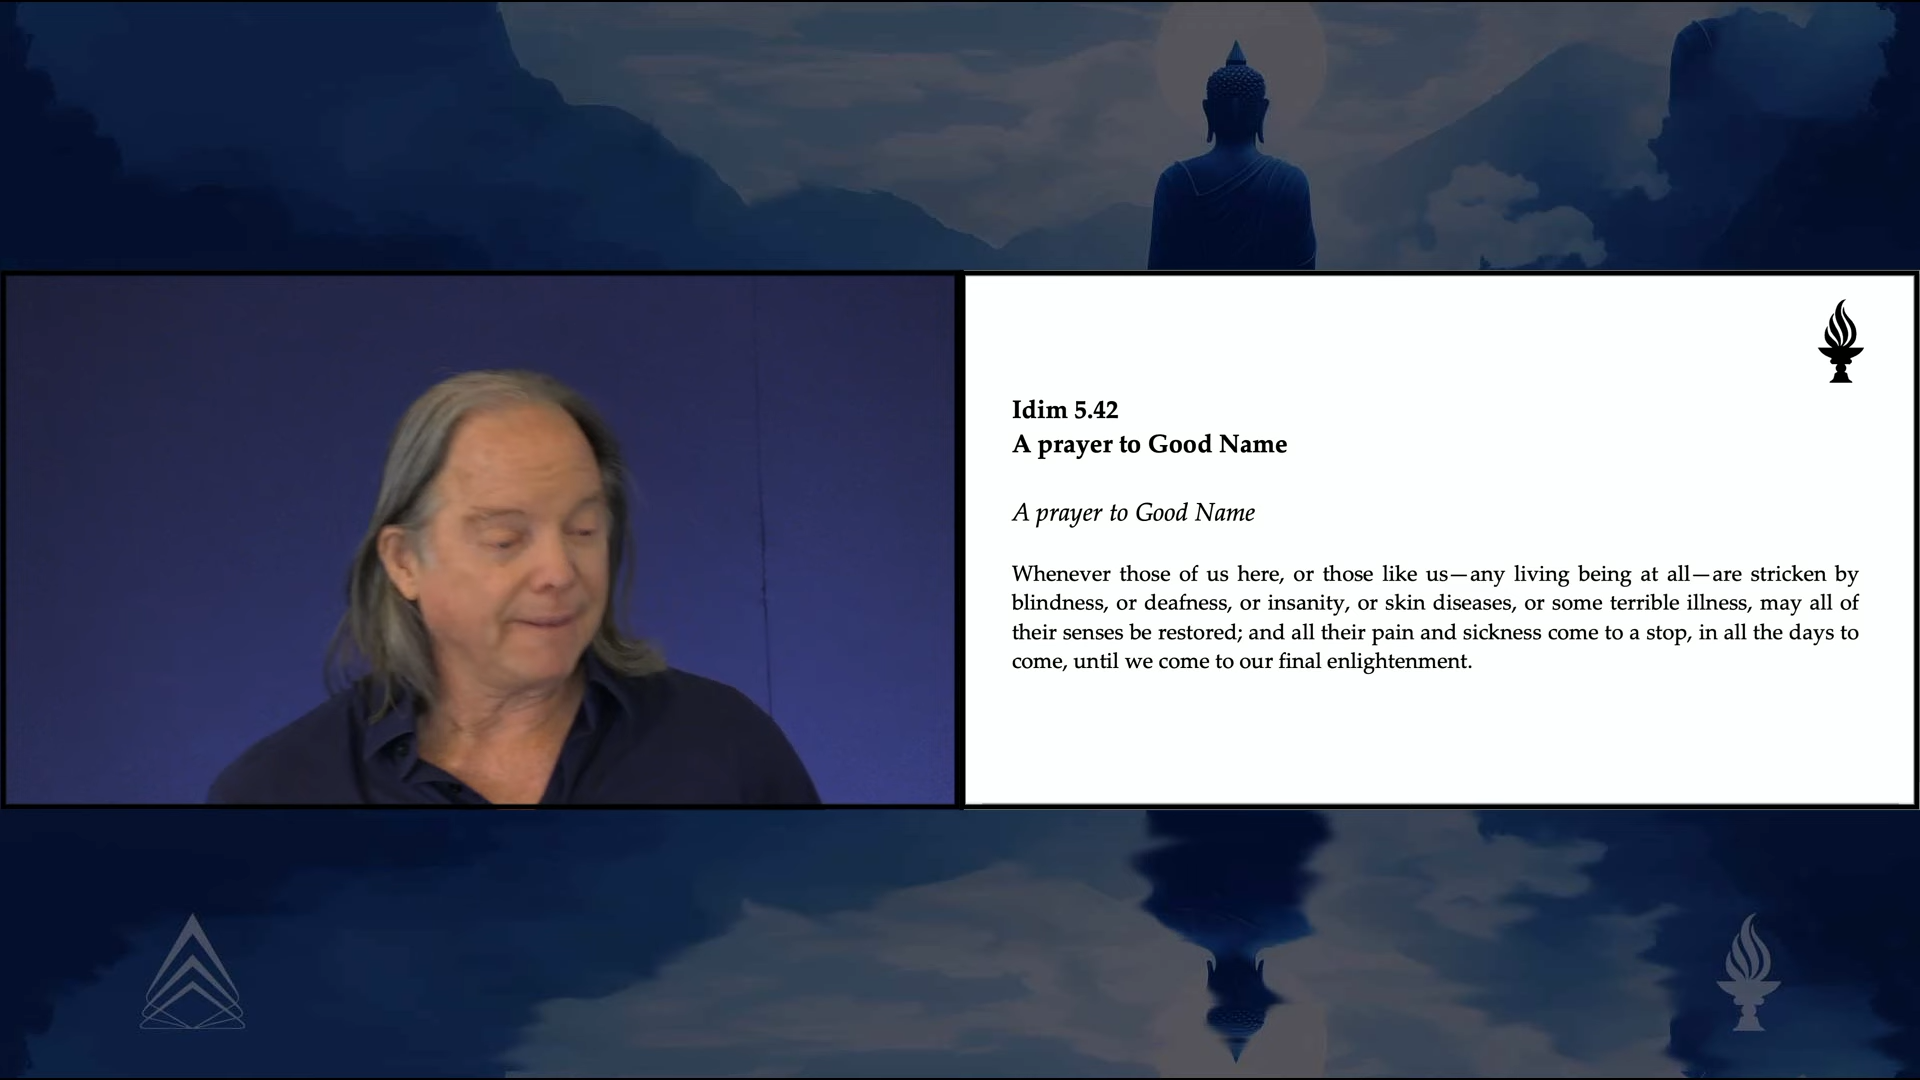 Idim 5.42
A prayer to Good Name
A prayer to Good Name
Whenever those of us here, or those like us—any living being at all—are stricken by
blindness, or deafness, or insanity, or skin diseases, or some terrible illness, may all of
their senses be restored; and all their pain and sickness come to a stop, in all the days to
come, until we come to our final enlightenment.